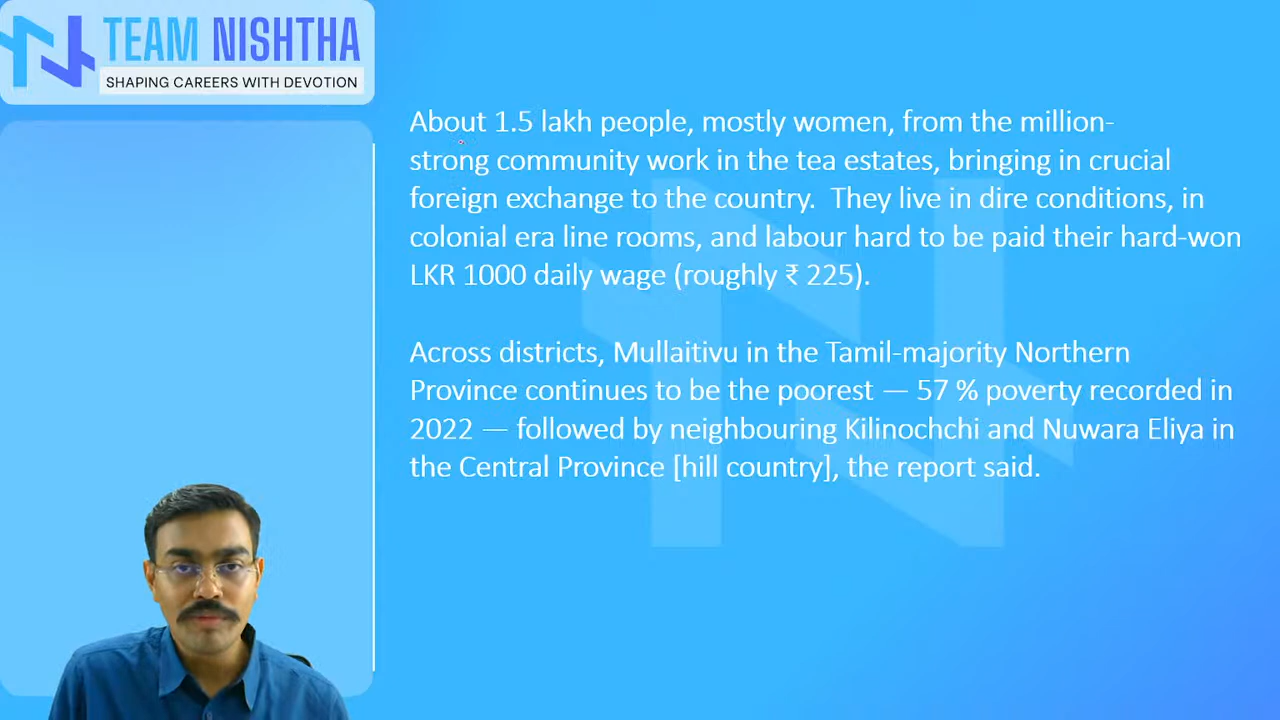 TEAM NISHTHA
SHAPING CAREERS WITH DEVOTION
About 1.5 lakh people, mostly women, from the million-
strong community work in the tea estates, bringing in crucial
foreign exchange to the country.  They live in dire conditions, in
colonial era line rooms, and labour hard to be paid their hard-won
LKR 1000 daily wage (roughly ₹ 225).
Across districts, Mullaitivu in the Tamil-majority Northern
Province continues to be the poorest — 57 % poverty recorded in
2022 — followed by neighbouring Kilinochchi and Nuwara Eliya in
the Central Province [hill country], the report said.